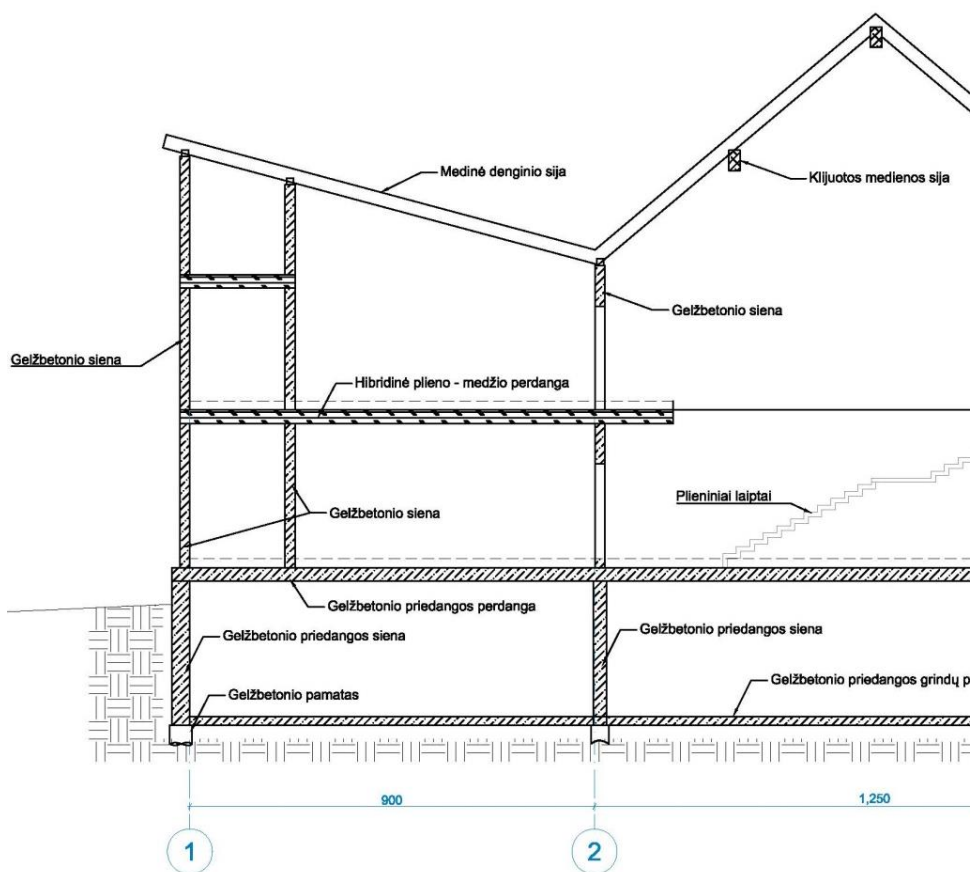 Medinė denginio sija
Klijuotos medienos sija
Gelžbetonio siena
Gelžbetonio siena
Hibridinė plieno - medžio perdanga
Plieniniai laiptai
Gelžbetonio siena
Gelžbetonio priedangos perdanga
Gelžbetonio priedangos siena
Gelžbetonio priedangos siena
Gelžbetonio priedangos grindų p
Gelžbetonio pamatas
900
1,250
1
2